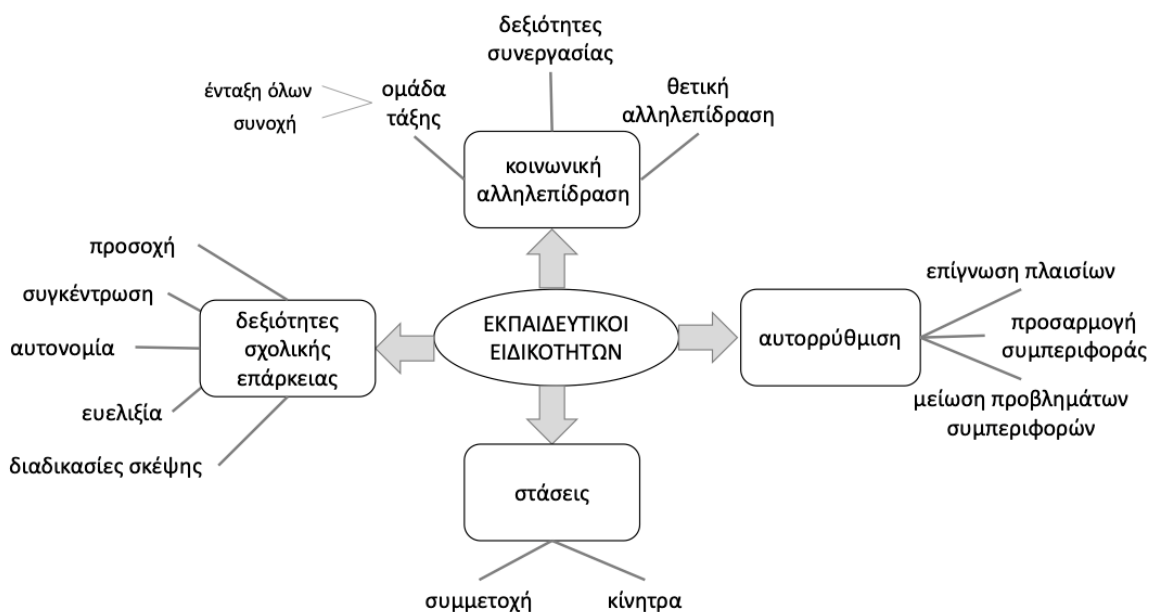 δεξιότητες
συνεργασίας
ένταξη όλων
συνοχή
ομάδα
τάξης
θετική
αλληλεπίδραση
κοινωνική
αλληλεπίδραση
προσοχή
συγκέντρωση
αυτονομία
ευελιξία
διαδικασίες σκέψης
δεξιότητες
σχολικής
επάρκειας
ΕΚΠΑΙΔΕΥΤΙΚΟΙ
ΕΙΔΙΚΟΤΗΤΩΝ
αυτορρύθμιση
επίγνωση πλαισίων
προσαρμογή
συμπεριφοράς
μείωση προβλημάτων
συμπεριφορών
στάσεις
συμμετοχή
κίνητρα